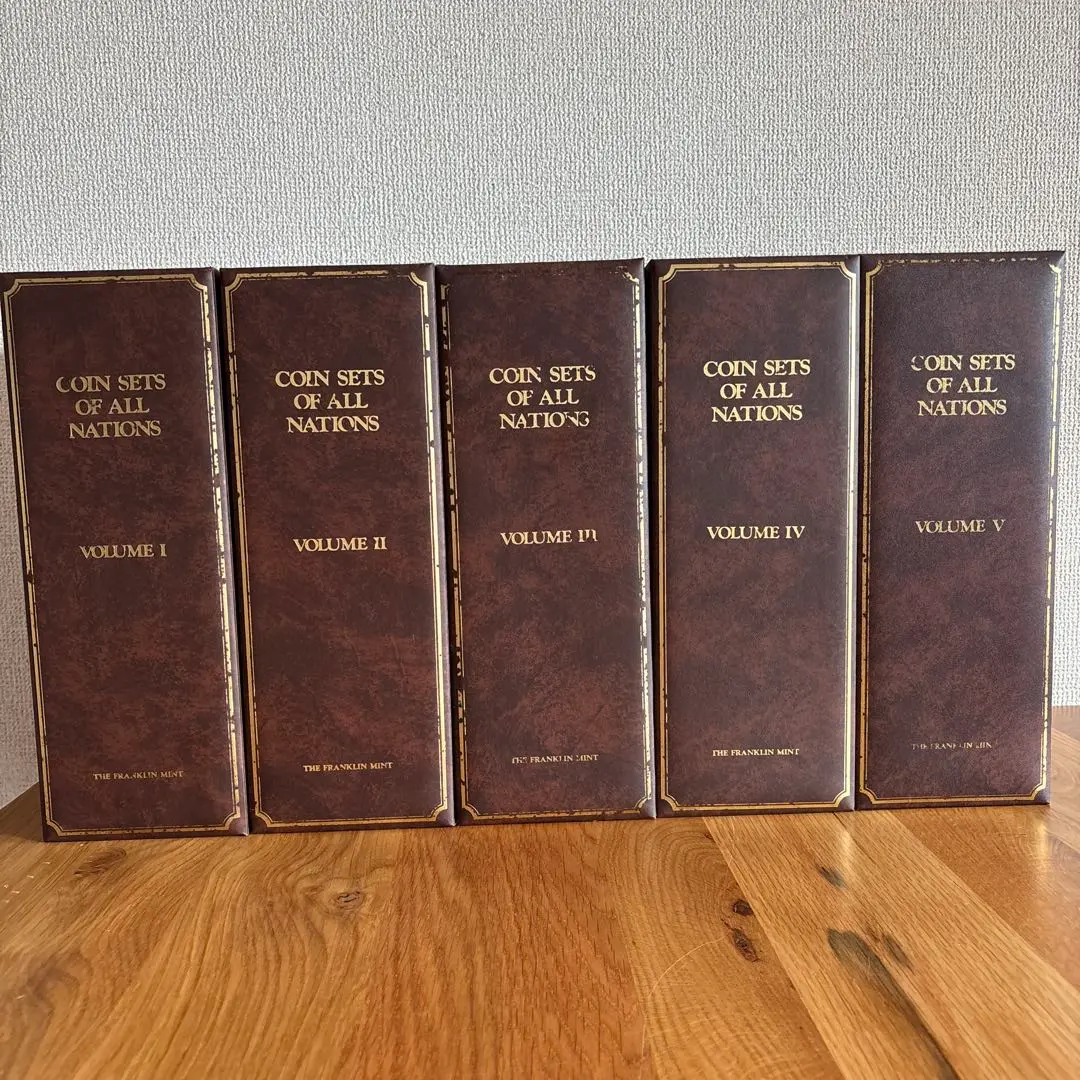 COIN SETS
OF ALL
NATIONS
VOLUME I
THE FRANKLIN MINT
COIN SETS
OF ALL
NATIONS
VOLUME II
THE FRANKLIN MINT
COIN SETS
OF ALL
NATIONS
VOLUME III
THE FRANKLIN MINT
COIN SETS
OF ALL
NATIONS
VOLUME IV
THE FRANKLIN MINT
COIN SETS
OF ALL
NATIONS
VOLUME V
THE FRANKLIN MINT